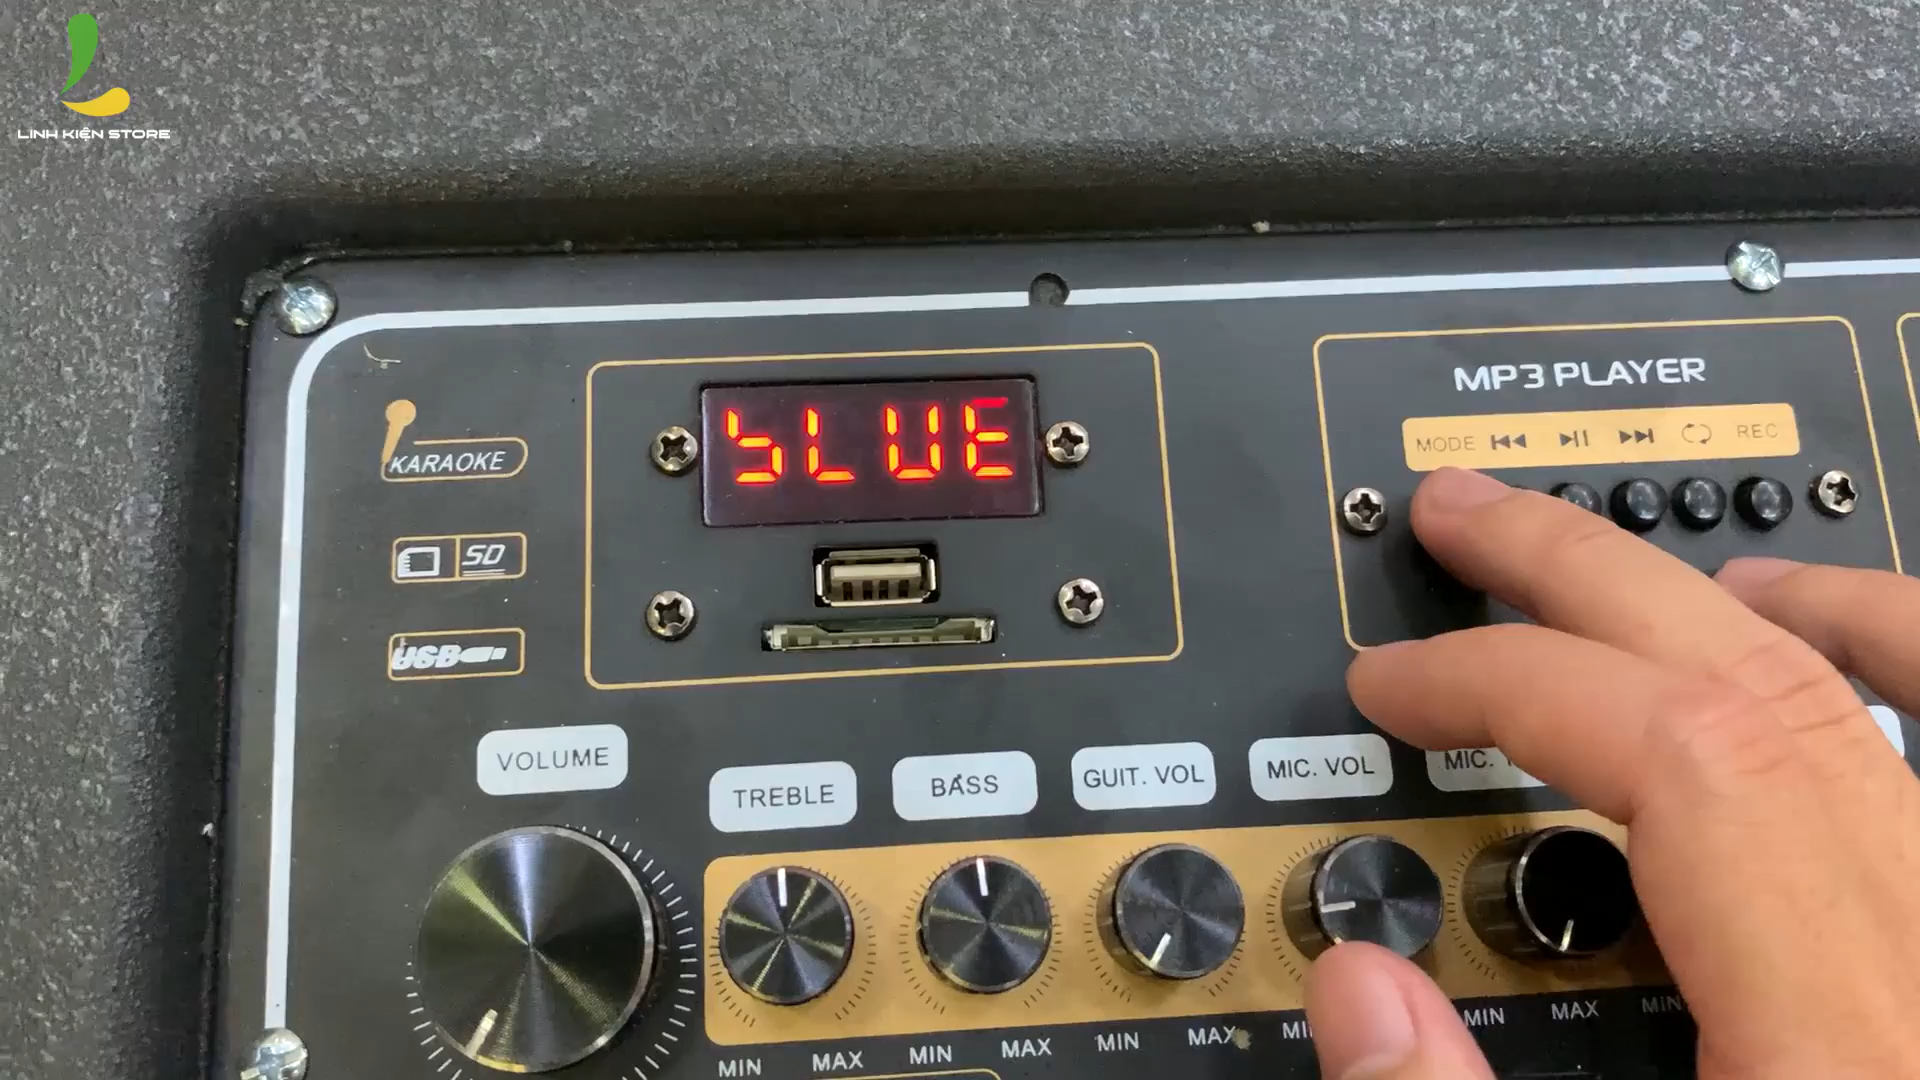 LINH KIỆN STORE
bLUE
MP3 PLAYER
MODE
REC
KARAOKE
SD
USB
VOLUME
TREBLE
BASS
GUIT. VOL
MIC. VOL
MIC.
MIN MAX MIN MAX MIN MAX MIN MAX MIN